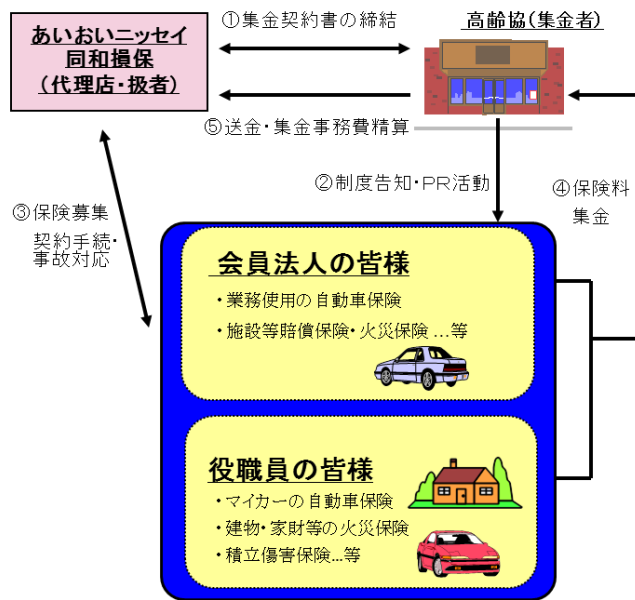 あいおいニッセイ
同和損保
(代理店・扱者)
①集金契約書の締結
高齢協(集金者)
⑤送金・集金事務費精算
②制度告知・PR活動
④保険料
集金
③保険募集
契約手続・
事故対応
会員法人の皆様
・業務使用の自動車保険
・施設等賠償保険・火災保険…等
役職員の皆様
・マイカーの自動車保険
・建物・家財等の火災保険
・積立傷害保険…等